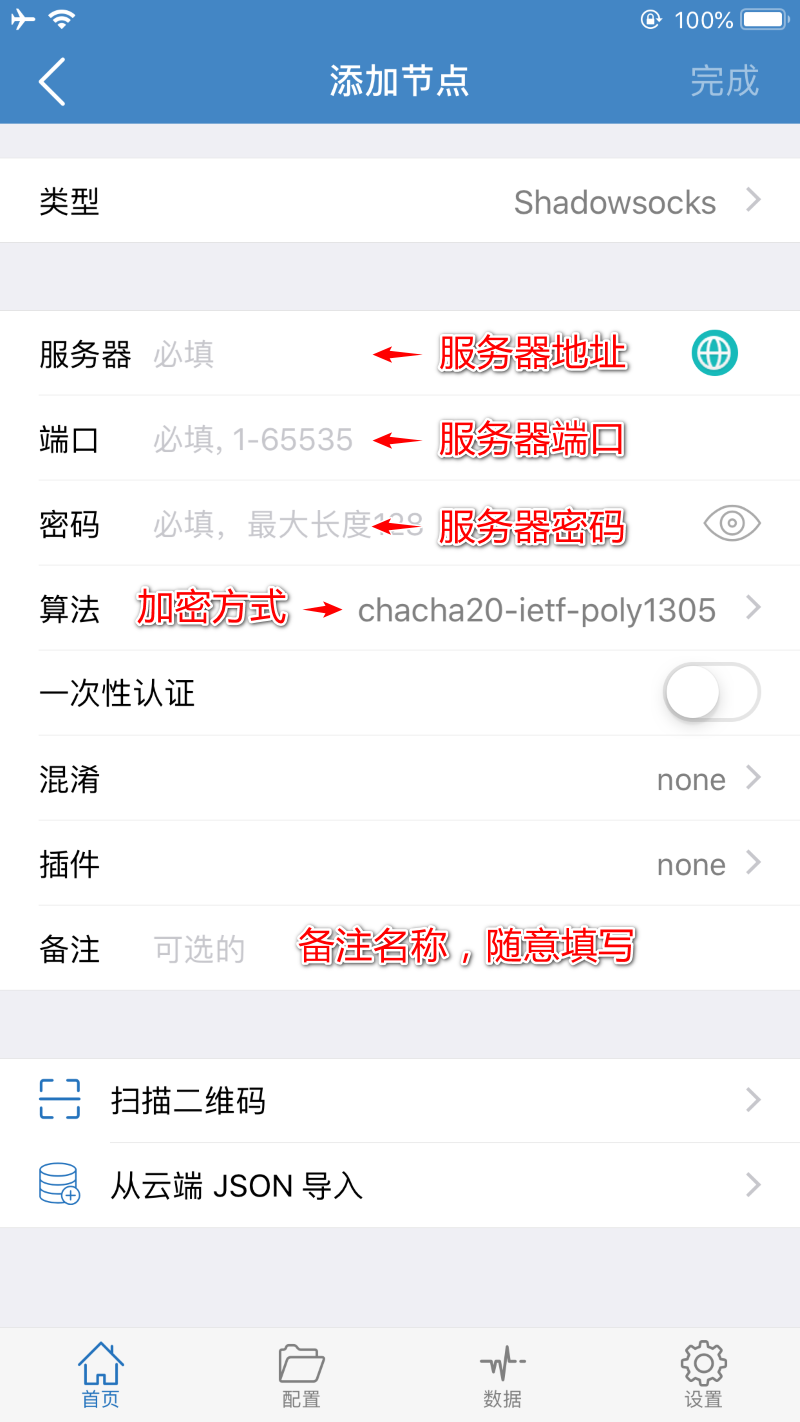 100%
添加节点 完成
类型 Shadowsocks
服务器 必填 服务器地址
端口 必填, 1-65535 服务器端口
密码 必填，最大长度128 服务器密码
算法 加密方式 chacha20-ietf-poly1305
一次性认证
混淆 none
插件 none
备注 可选的 备注名称，随意填写
扫描二维码
从云端 JSON 导入
首页 配置 数据 设置